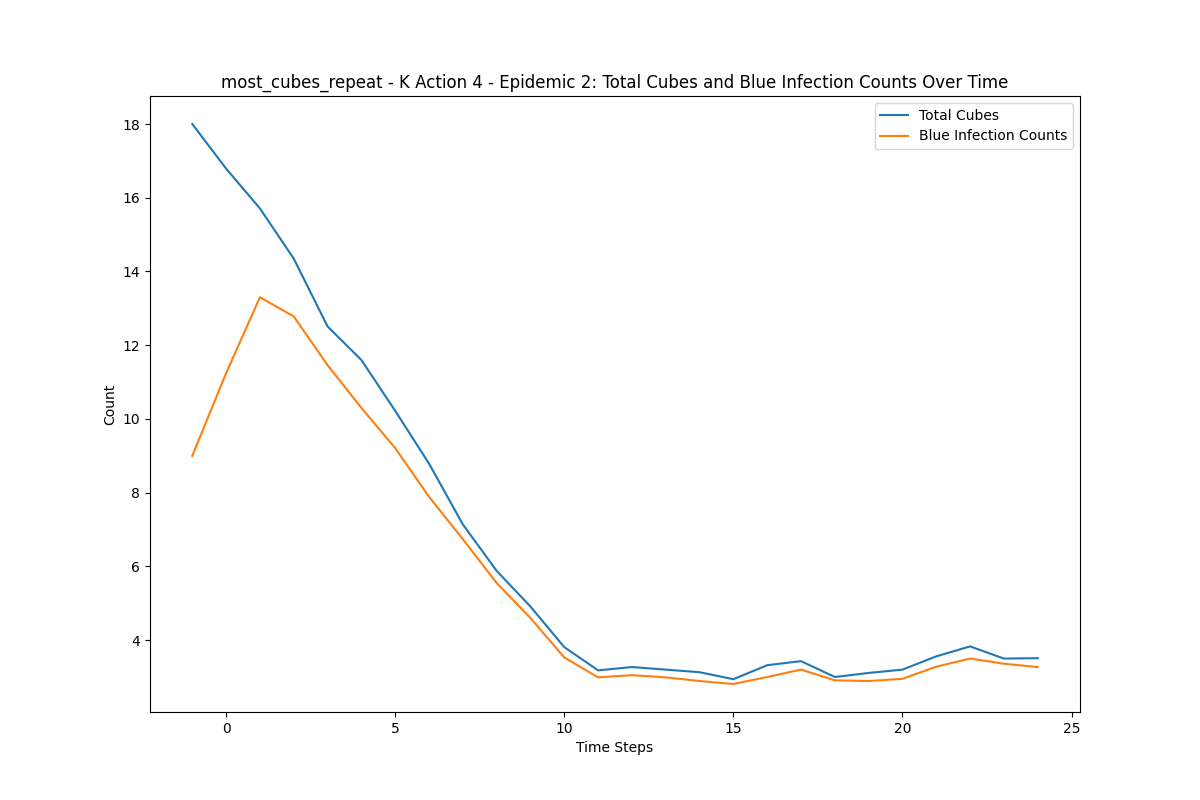 most_cubes_repeat - K Action 4 - Epidemic 2: Total Cubes and Blue Infection Counts Over Time
Total Cubes
Blue Infection Counts
18
16
14
12
10
8
6
4
Count
0
5
10
15
20
25
Time Steps